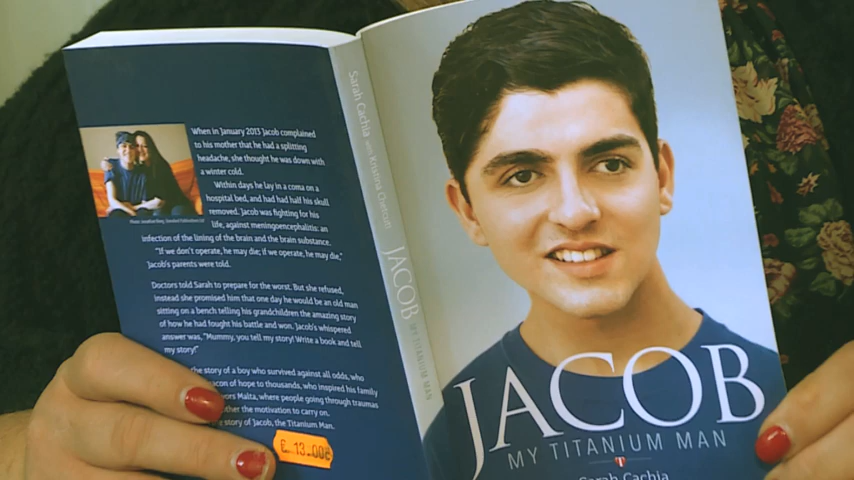 When in January 2013 Jacob complained
to his mother that he had a splitting
headache, she thought he was down with
a winter cold.
Within days he lay in a coma on a
hospital bed, and had had half his skull
removed. Jacob was fighting for his
life, against meningoencephalitis: an
infection of the lining of the brain and the brain substance.
"If we don't operate, he may die; if we operate, he may die,"
Jacob's parents were told.
Doctors told Sarah to prepare for the worst. But she refused,
instead she promised him that one day he would be an old man
sitting on a bench telling his grandchildren the amazing story
of how he had fought his battle and won. Jacob's whispered
answer was, "Mummy, you tell my story! Write a book and tell
my story!"
story of a boy who survived against all odds, who
of hope to thousands, who inspired his family
Malta, where people going through traumas
the motivation to carry on.
story of Jacob, the Titanium Man.
€ 13.00
Sarah Cachia with Kristina Chetcuti
JACOB
MY TITANIUM MAN
JACOB
MY TITANIUM MAN
Sarah Cachia